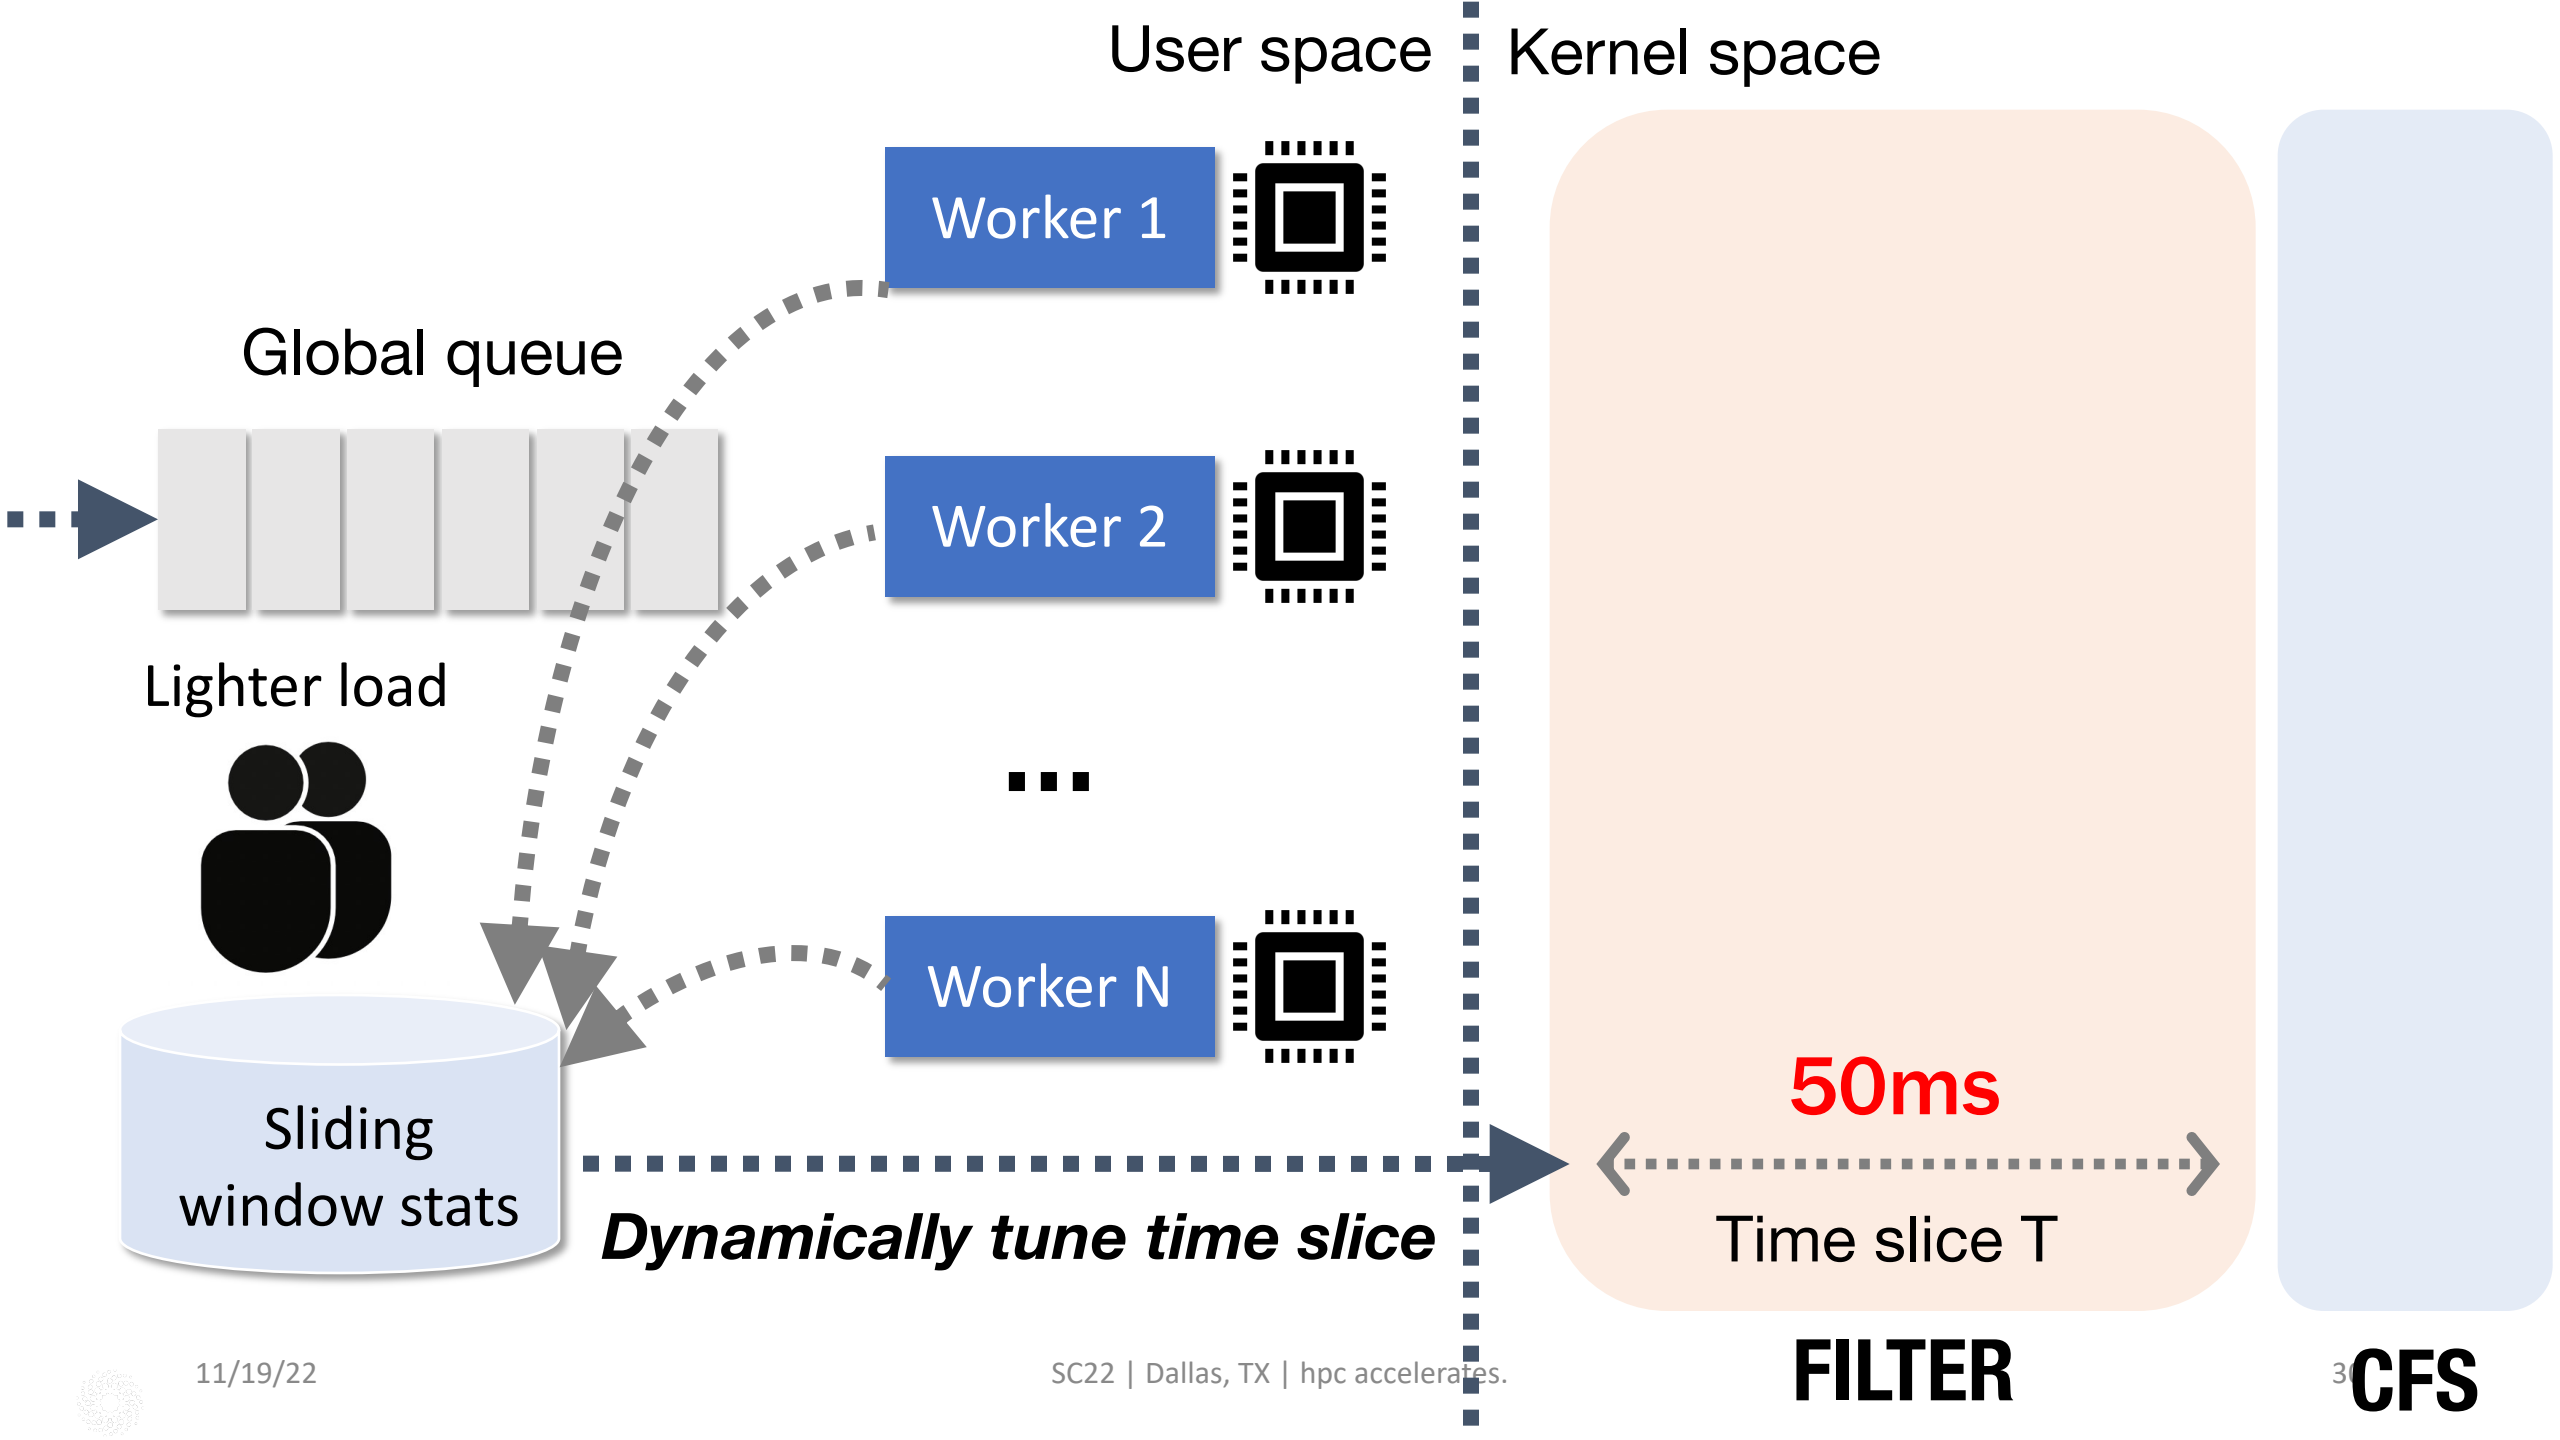 User space
Kernel space
Worker 1
Global queue
Worker 2
Lighter load
...
Worker N
50ms
Sliding
window stats
Dynamically tune time slice
Time slice T
FILTER
CFS
11/19/22
SC22 | Dallas, TX | hpc accelerates.